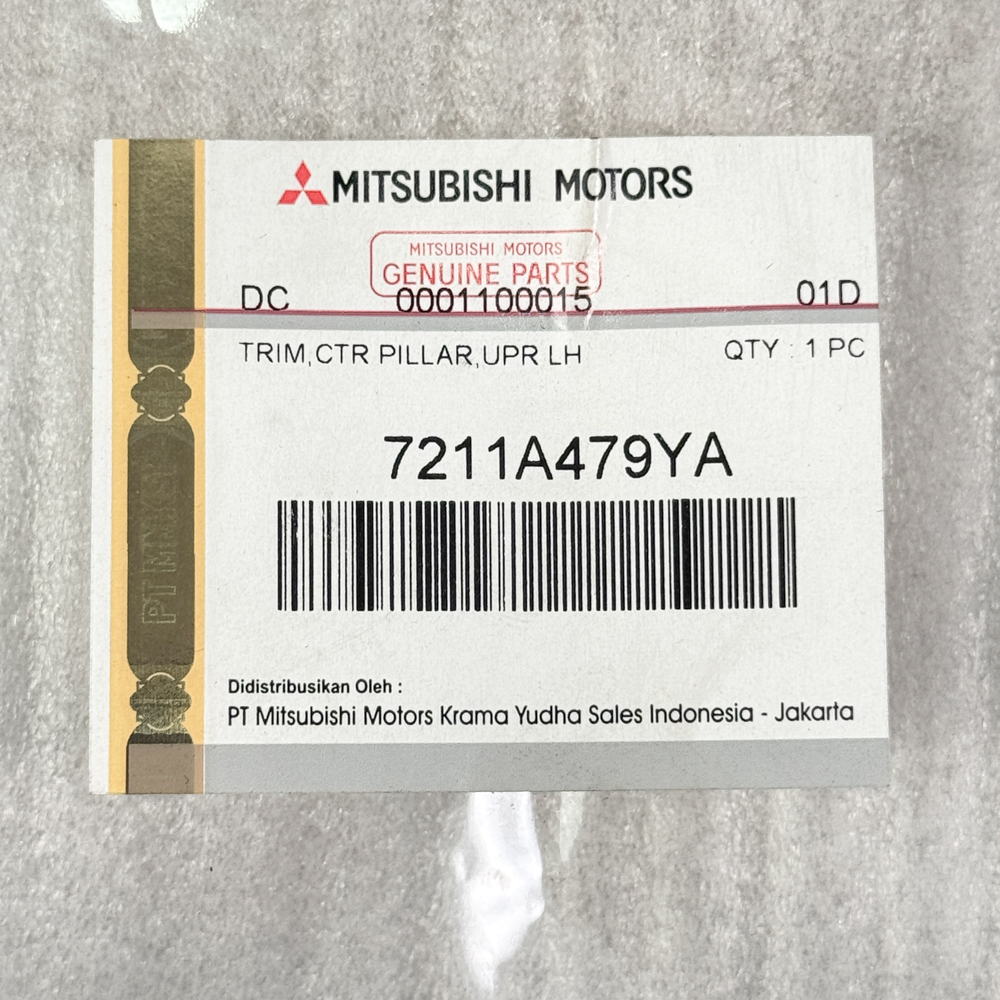 MITSUBISHI MOTORS
MITSUBISHI MOTORS
GENUINE PARTS
DC 0001100015 01D
TRIM,CTR PILLAR,UPR LH QTY : 1 PC
7211A479YA
Didistribusikan Oleh :
PT Mitsubishi Motors Krama Yudha Sales Indonesia - Jakarta